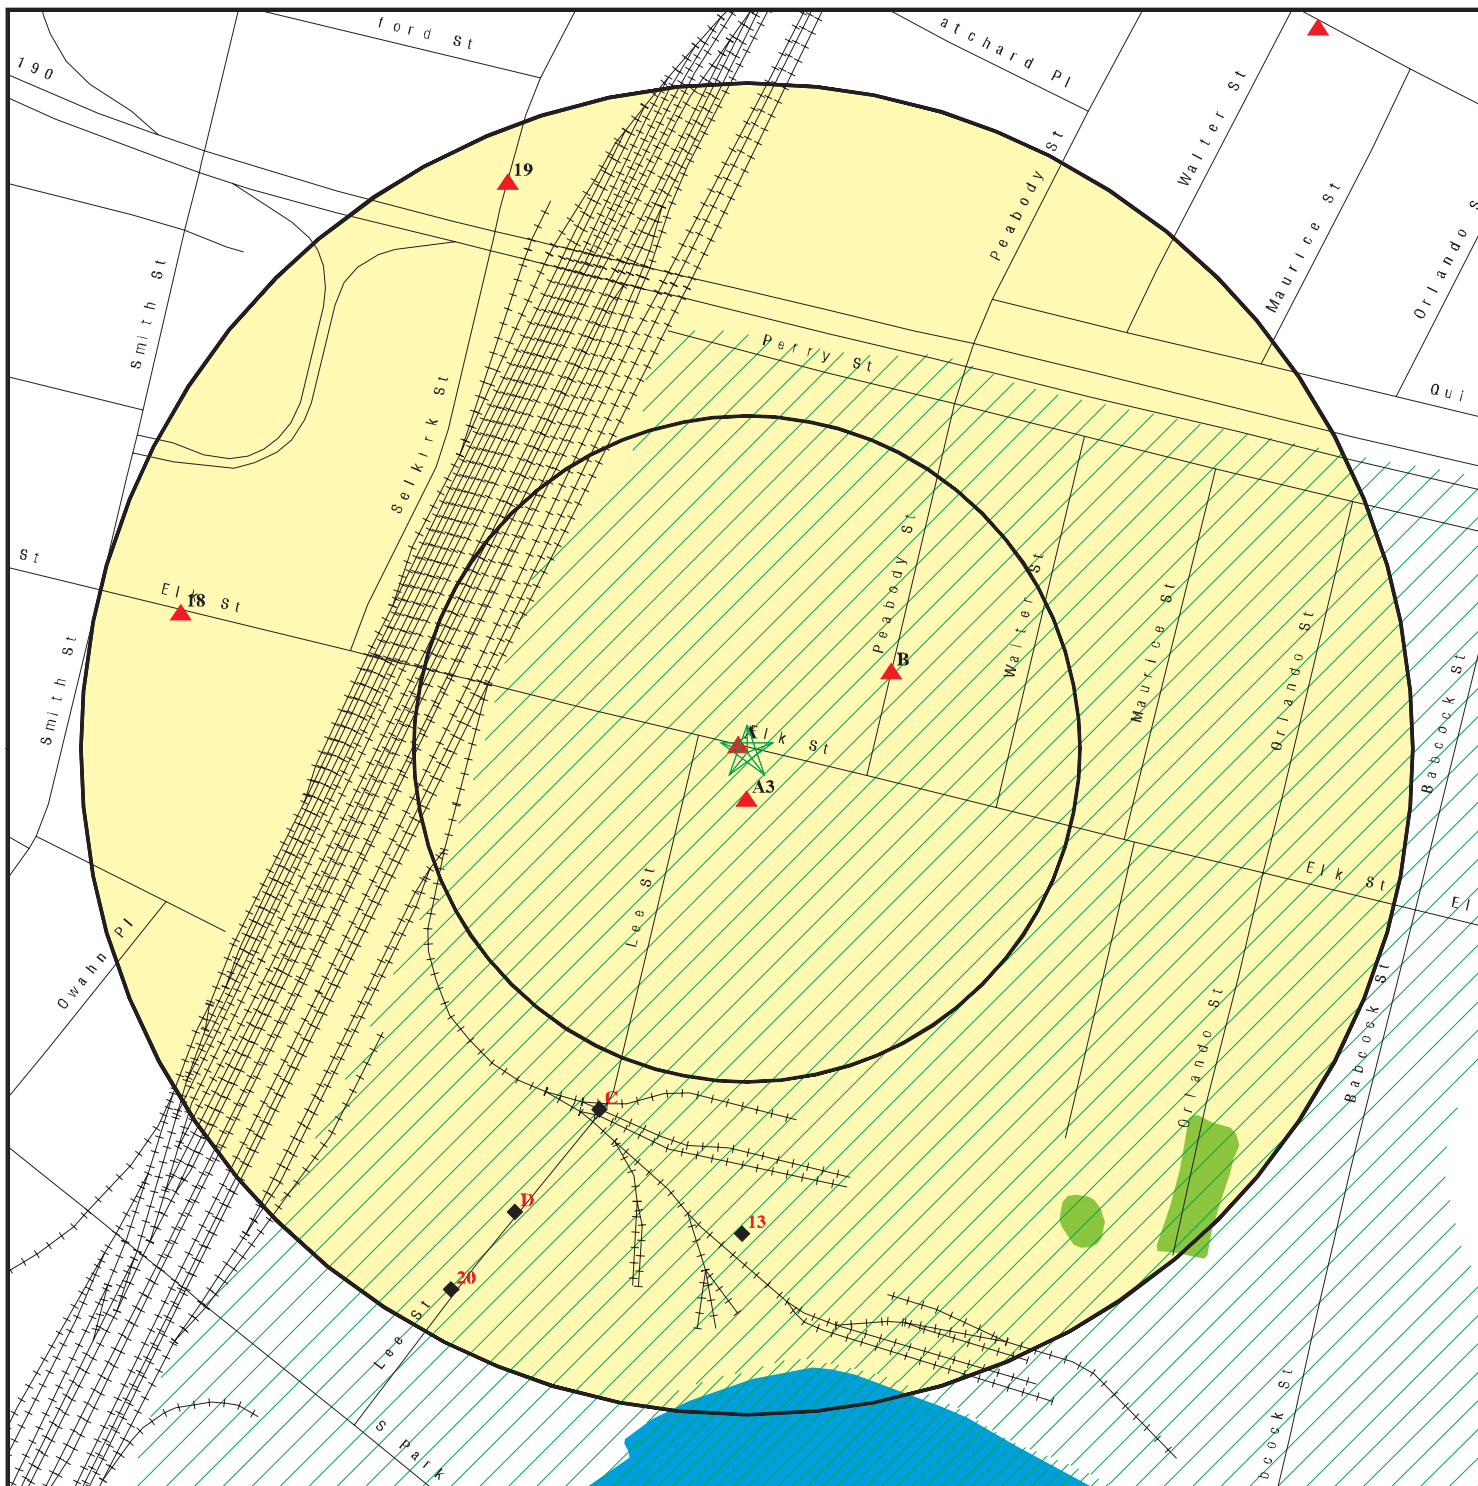 ford St
atchard Pl
190
Walter St
Peabody St
19
Maurice St
Orlando S
Smith St
Perry St
Selkirk St
Qui
St
Elk St
18
Peabody St
Walter St
Maurice St
Orlando St
Smith St
B
Babcock St
Elk St
A3
Lee St
Elk St
El
Owahn Pl
Orlando St
Babcock St
C
D
13
20
Lee St
bcock St
S Park